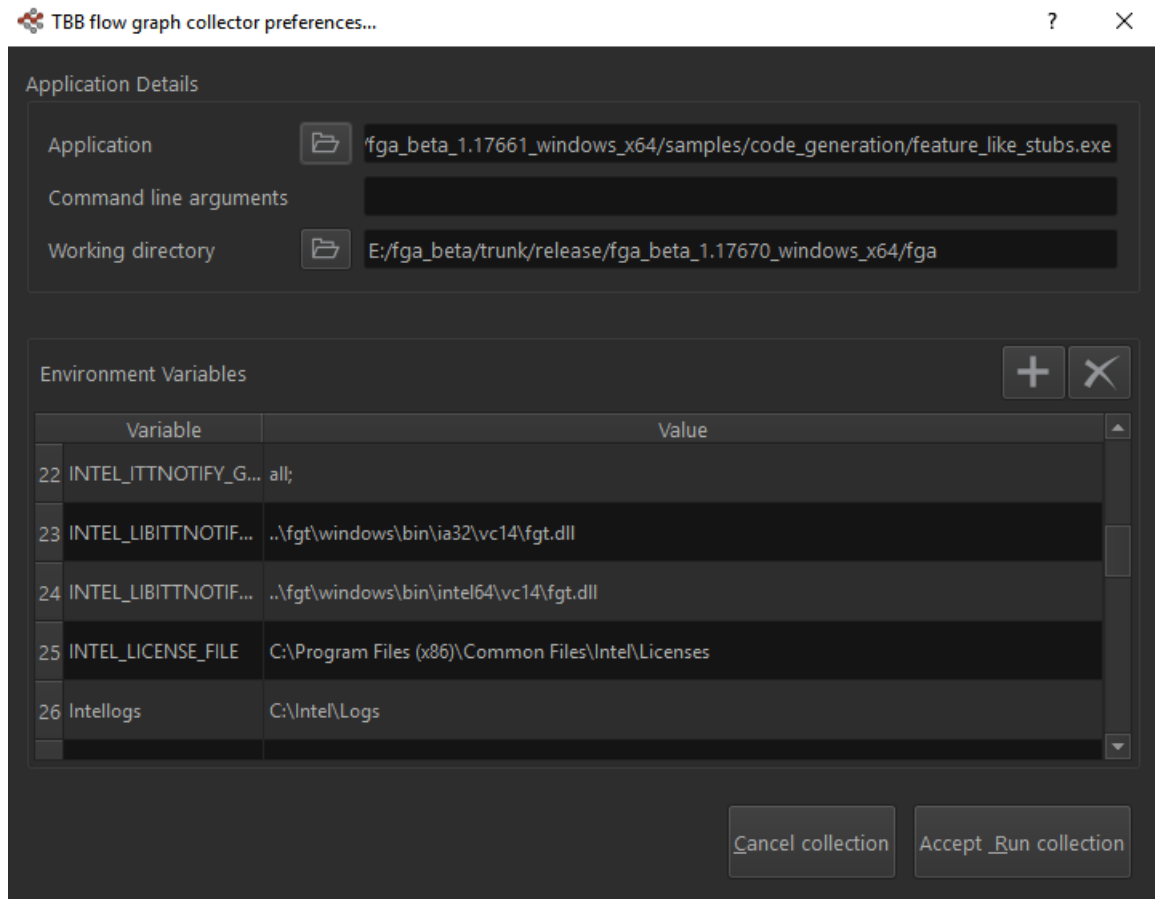 TBB flow graph collector preferences...
?
Application Details
Application
/fga_beta_1.17661_windows_x64/samples/code_generation/feature_like_stubs.exe
Command line arguments
Working directory
E:/fga_beta/trunk/release/fga_beta_1.17670_windows_x64/fga
Environment Variables
Variable Value
22 INTEL_ITTNOTIFY_G... all;
23 INTEL_LIBITTNOTIF... ..\fgt\windows\bin\ia32\vc14\fgt.dll
24 INTEL_LIBITTNOTIF... ..\fgt\windows\bin\intel64\vc14\fgt.dll
25 INTEL_LICENSE_FILE C:\Program Files (x86)\Common Files\Intel\Licenses
26 Intellogs C:\Intel\Logs
Cancel collection
Accept _Run collection